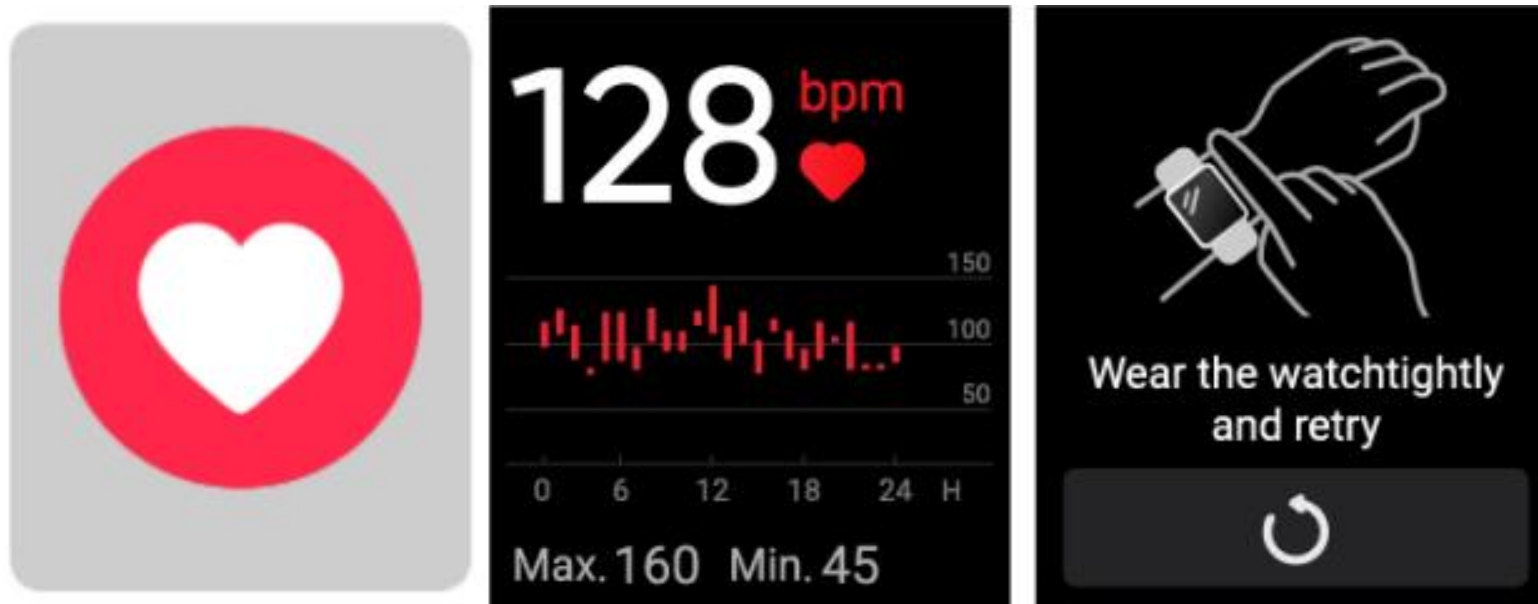 128 bpm
150
100
50
0 6 12 18 24 H
Max. 160 Min. 45
Wear the watchtightly
and retry